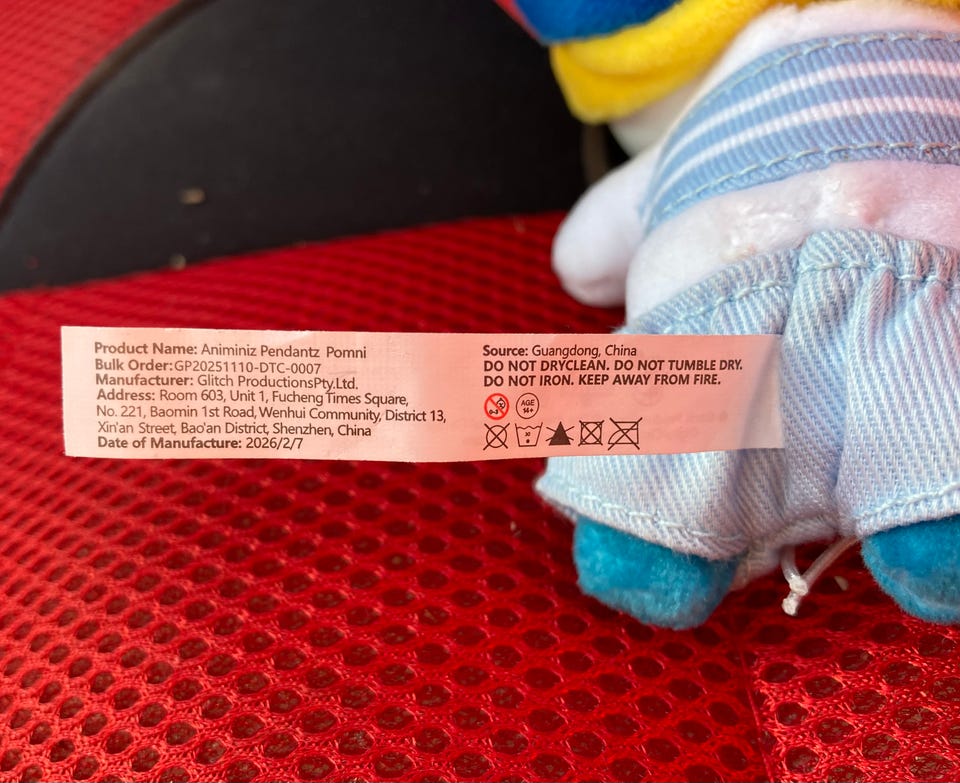 Product Name: Animiniz Pendantz Pomni
Bulk Order:GP20251110-DTC-0007
Manufacturer: Glitch ProductionsPty.Ltd.
Address: Room 603, Unit 1, Fucheng Times Square,
No. 221, Baomin 1st Road, Wenhui Community, District 13,
Xin'an Street, Bao'an District, Shenzhen, China
Date of Manufacture: 2026/2/7
Source: Guangdong, China
DO NOT DRYCLEAN. DO NOT TUMBLE DRY.
DO NOT IRON. KEEP AWAY FROM FIRE.
AGE
14+